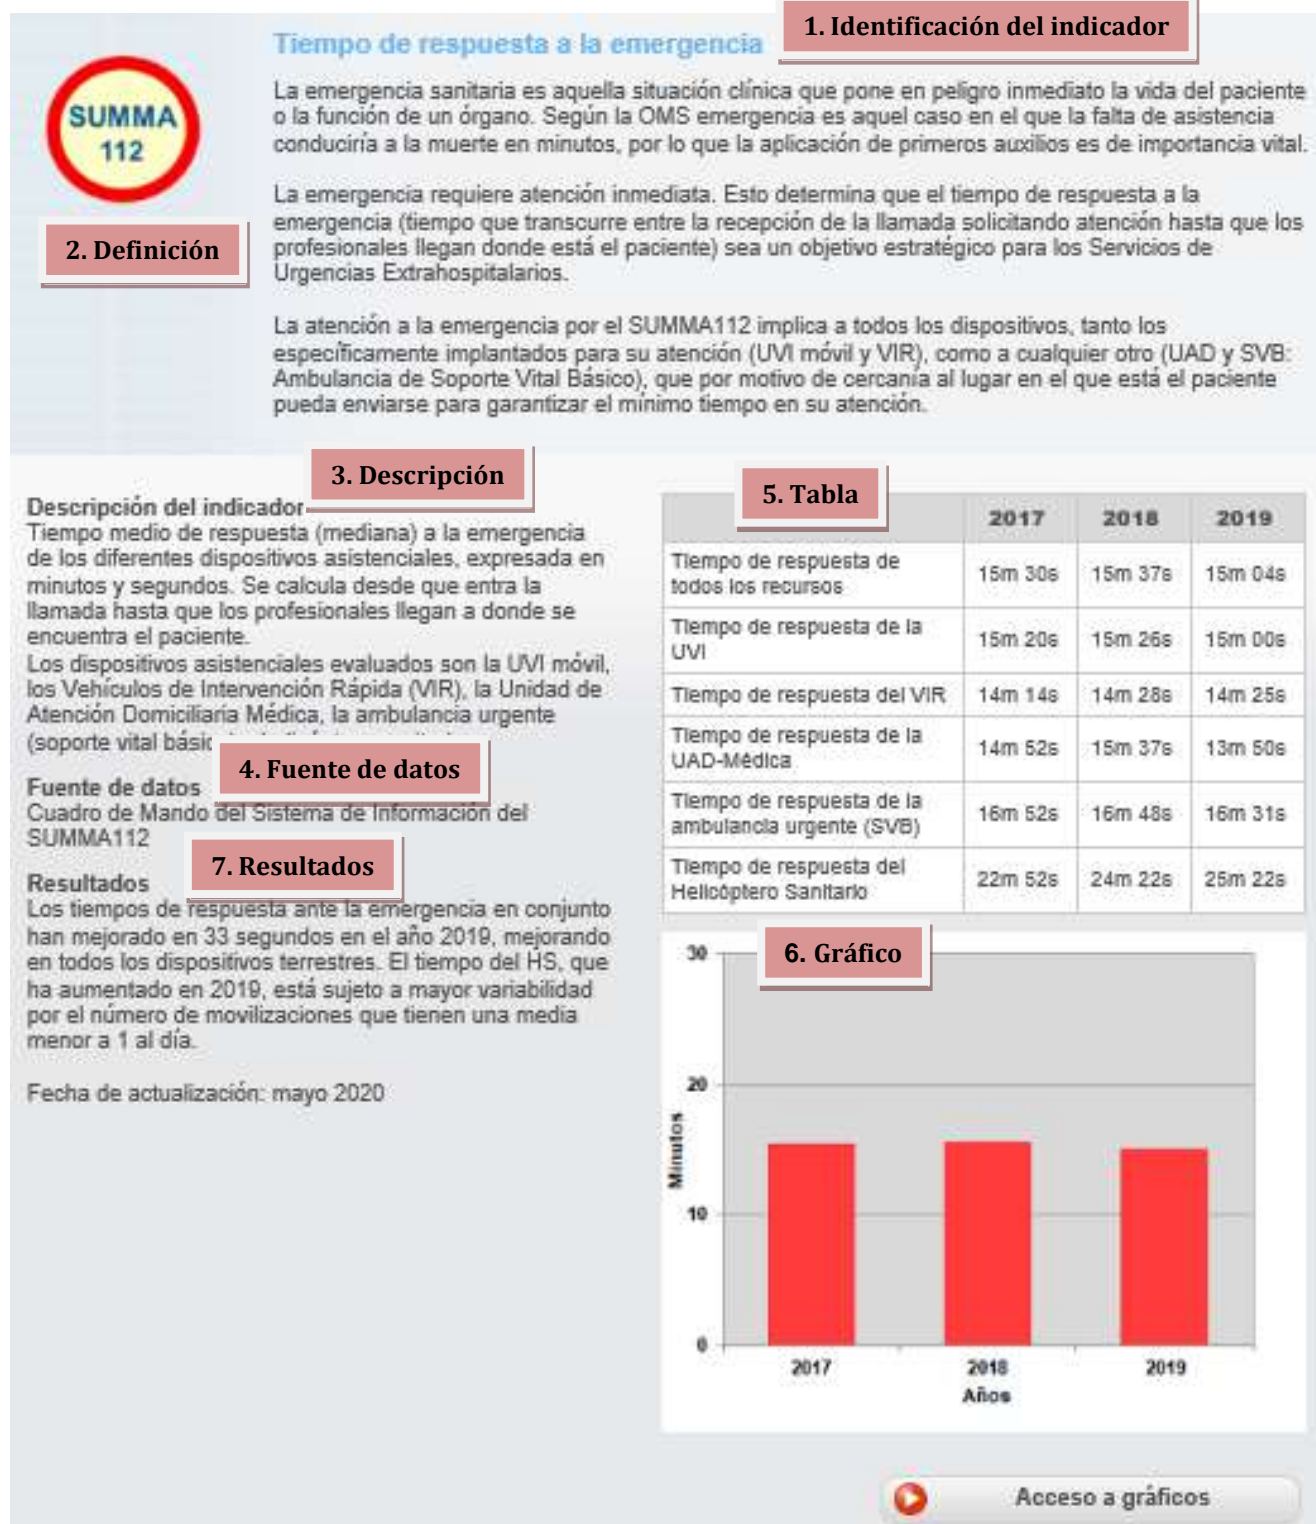 1. Identificación del indicador
Tiempo de respuesta a la emergencia
SUMMA
112
La emergencia sanitaria es aquella situación clínica que pone en peligro inmediato la vida del paciente
o la función de un órgano. Según la OMS emergencia es aquel caso en el que la falta de asistencia
conduciría a la muerte en minutos, por lo que la aplicación de primeros auxilios es de importancia vital.
La emergencia requiere atención inmediata. Esto determina que el tiempo de respuesta a la
emergencia (tiempo que transcurre entre la recepción de la llamada solicitando atención hasta que los
profesionales llegan donde está el paciente) sea un objetivo estratégico para los Servicios de
Urgencias Extrahospitalarios.
2. Definición
La atención a la emergencia por el SUMMA112 implica a todos los dispositivos, tanto los
específicamente implantados para su atención (UVI móvil y VIR), como a cualquier otro (UAD y SVB:
Ambulancia de Soporte Vital Básico), que por motivo de cercanía al lugar en el que está el paciente
pueda enviarse para garantizar el mínimo tiempo en su atención.
3. Descripción
Descripción del indicador
Tiempo medio de respuesta (mediana) a la emergencia
de los diferentes dispositivos asistenciales, expresada en
minutos y segundos. Se calcula desde que entra la
llamada hasta que los profesionales llegan a donde se
encuentra el paciente.
Los dispositivos asistenciales evaluados son la UVI móvil,
los Vehículos de Intervención Rápida (VIR), la Unidad de
Atención Domiciliaria Médica, la ambulancia urgente
(soporte vital
4. Fuente de datos
Fuente de datos
Cuadro de Mando del Sistema de Información del
SUMMA112
7. Resultados
Resultados
Los tiempos de respuesta ante la emergencia en conjunto
han mejorado en 33 segundos en el año 2019, mejorando
en todos los dispositivos terrestres. El tiempo del HS, que
ha aumentado en 2019, está sujeto a mayor variabilidad
por el número de movilizaciones que tienen una media
menor a 1 al día.
Fecha de actualización: mayo 2020
5. Tabla
2017 2018 2019
Tiempo de respuesta de
todos los recursos
15m 30s 15m 37s 15m 04s
Tiempo de respuesta de la
UVI
15m 20s 15m 26s 15m 00s
Tiempo de respuesta del VIR 14m 14s 14m 28s 14m 25s
Tiempo de respuesta de la
UAD-Médica
14m 52s 15m 37s 13m 50s
Tiempo de respuesta de la
ambulancia urgente (SVB)
16m 52s 16m 48s 16m 31s
Tiempo de respuesta del
Helicóptero Sanitario
22m 52s 24m 22s 25m 22s
6. Gráfico
30
20
10
0
Minutos
2017 2018 2019
Años
Acceso a gráficos